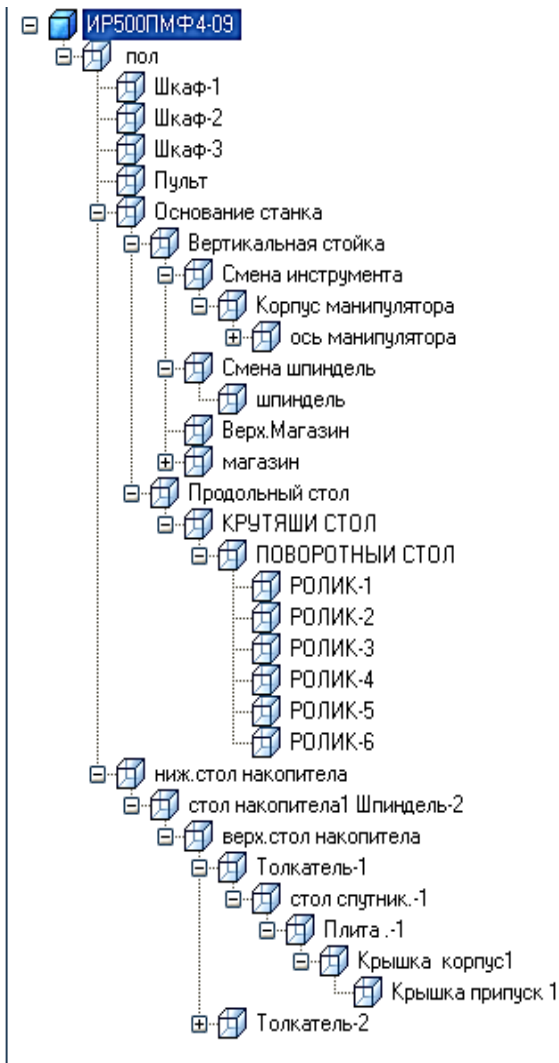 ИР500ПМФ4-09
пол
Шкаф-1
Шкаф-2
Шкаф-3
Пульт
Основание станка
Вертикальная стойка
Смена инструмента
Корпус манипулятора
ось манипулятора
Смена шпиндель
шпиндель
Верх.Магазин
магазин
Продольный стол
КРУТЯШИ СТОЛ
ПОВОРОТНЫИ СТОЛ
РОЛИК-1
РОЛИК-2
РОЛИК-3
РОЛИК-4
РОЛИК-5
РОЛИК-6
ниж.стол накопитела
стол накопитела1 Шпиндель-2
верх.стол накопитела
Толкатель-1
стол спутник.-1
Плита .-1
Крышка корпус1
Крышка припуск 1
Толкатель-2